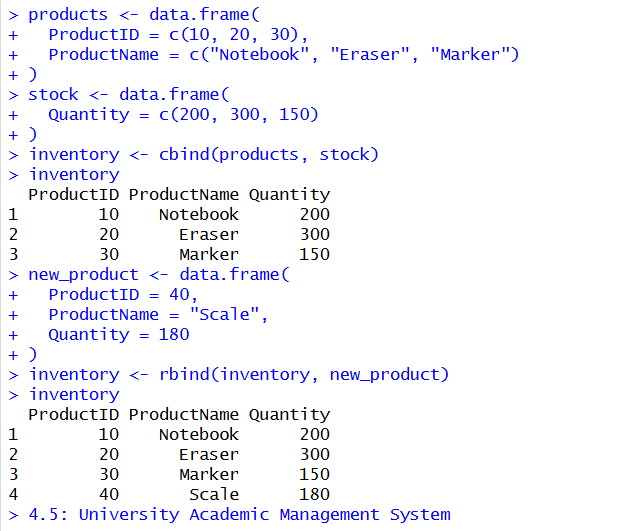 > products <- data.frame(
+   ProductID = c(10, 20, 30),
+   ProductName = c("Notebook", "Eraser", "Marker")
+ )
> stock <- data.frame(
+   Quantity = c(200, 300, 150)
+ )
> inventory <- cbind(products, stock)
> inventory
  ProductID ProductName Quantity
1        10    Notebook      200
2        20      Eraser      300
3        30      Marker      150
> new_product <- data.frame(
+   ProductID = 40,
+   ProductName = "Scale",
+   Quantity = 180
+ )
> inventory <- rbind(inventory, new_product)
> inventory
  ProductID ProductName Quantity
1        10    Notebook      200
2        20      Eraser      300
3        30      Marker      150
4        40       Scale      180
> 4.5: University Academic Management System